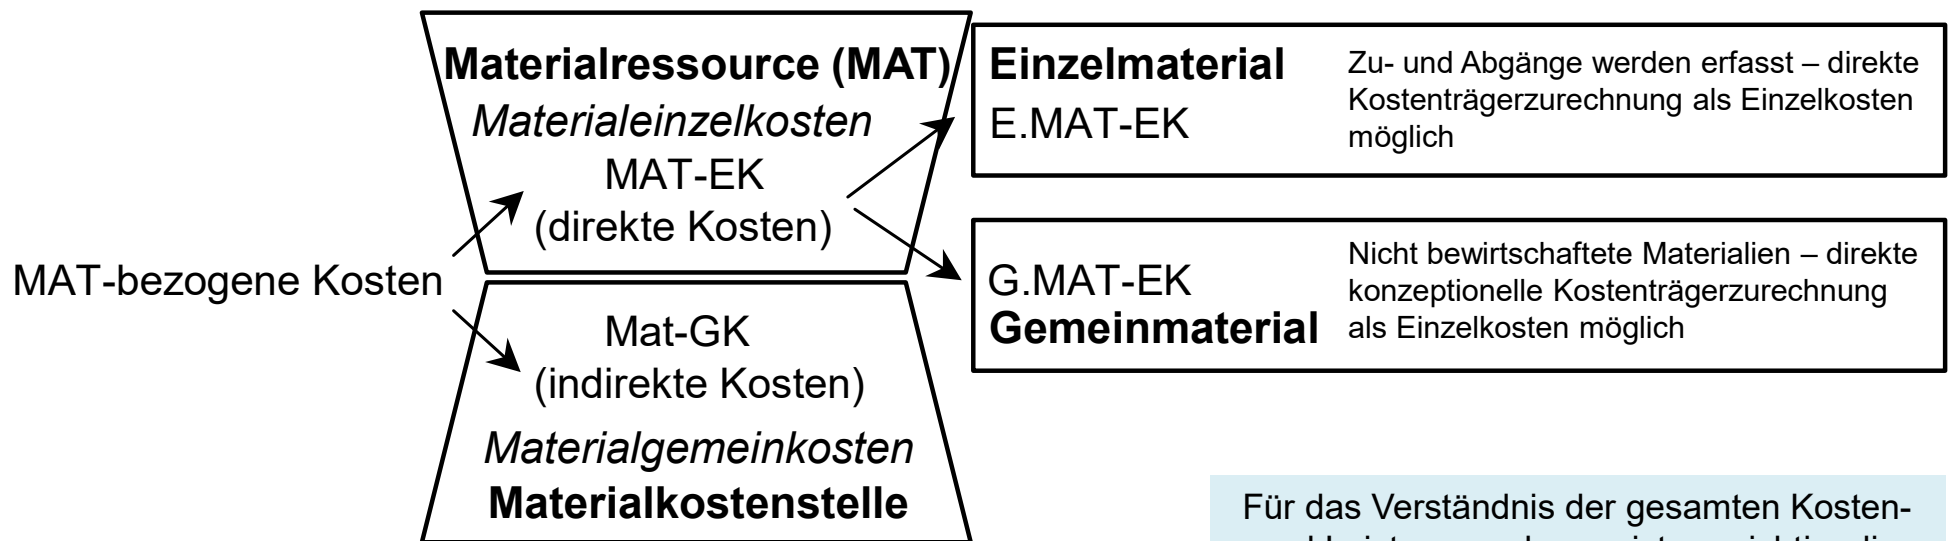 MAT-bezogene Kosten
Materialressource (MAT)
Materialeinzelkosten
MAT-EK
(direkte Kosten)
Mat-GK
(indirekte Kosten)
Materialgemeinkosten
Materialkostenstelle
Einzelmaterial
E.MAT-EK
Zu- und Abgänge werden erfasst – direkte
Kostenträgerzurechnung als Einzelkosten
möglich
G.MAT-EK
Gemeinmaterial
Nicht bewirtschaftete Materialien – direkte
konzeptionelle Kostenträgerzurechnung
als Einzelkosten möglich
Für das Verständnis der gesamten Kosten-